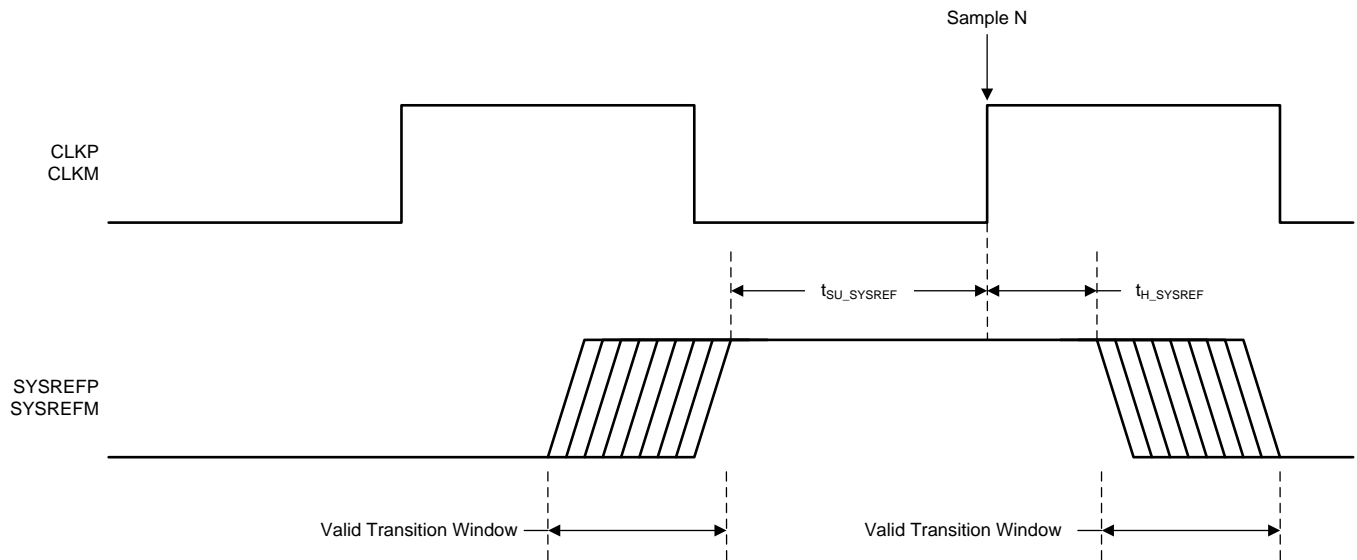 Sample N
CLKP
CLKM
tSU_SYSREF
tH_SYSREF
SYSREFP
SYSREFM
Valid Transition Window
Valid Transition Window